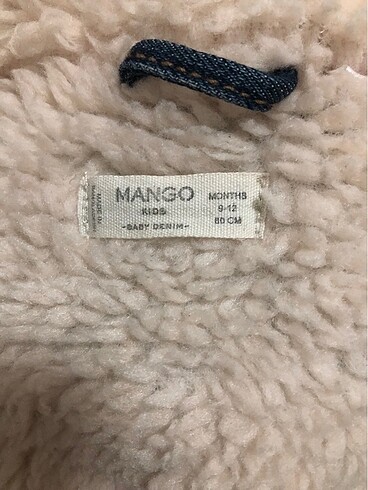 MANGO
KIDS
-BABY DENIM-
MONTHS
9-12
80 CM